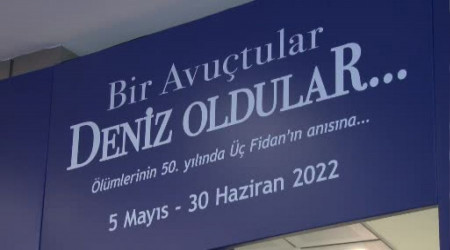 Bir Avuçtular
DENİZ OLDULAR...
Ölümlerinin 50. yılında Üç Fidan'ın anısına...
5 Mayıs - 30 Haziran 2022